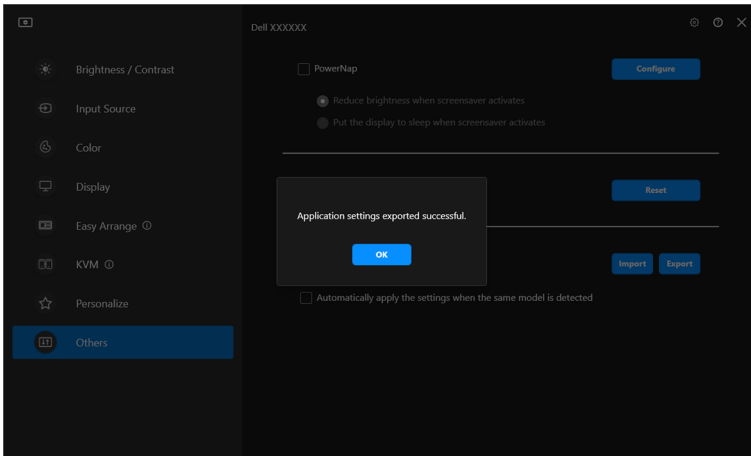 Dell XXXXXX
Brightness / Contrast
Input Source
Color
Display
Easy Arrange
KVM
Personalize
Others
PowerNap
Configure
Reduce brightness when screensaver activates
Put the display to sleep when screensaver activates
Reset
Application settings exported successful.
OK
Import Export
Automatically apply the settings when the same model is detected